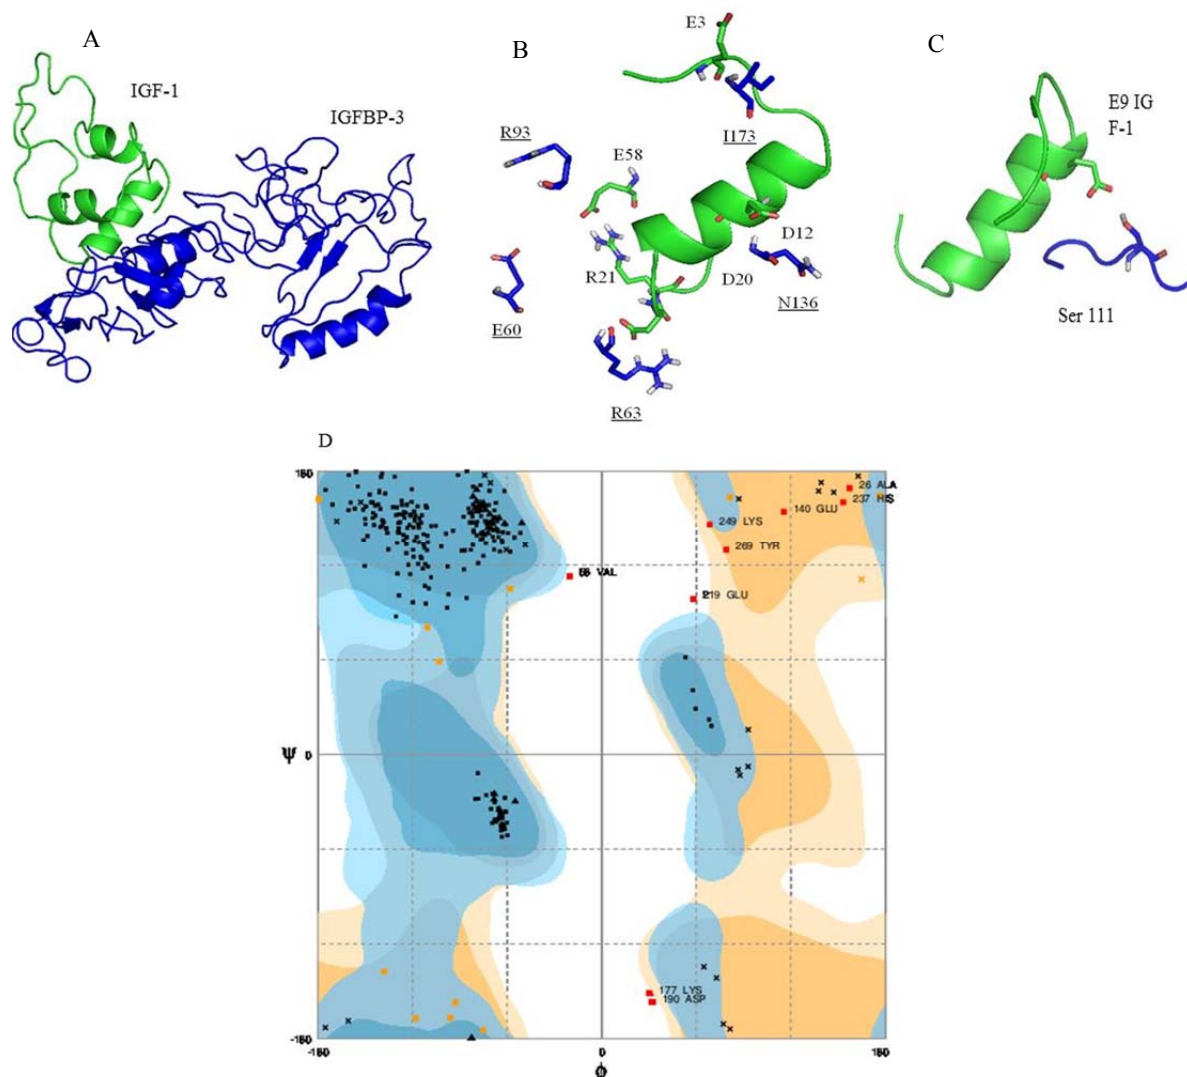 A
IGF-1
IGFBP-3
B
E3
R93
I173
E58
D12
R21
D20
N136
E60
R63
C
E9 IG
F-1
Ser 111
D
180
26 ALA
237 HIS
140 GLU
249 LYS
269 TYR
VAL
219 GLU
Ψ 0
177 LYS
190 ASP
-180
-180
0
180
ϕ